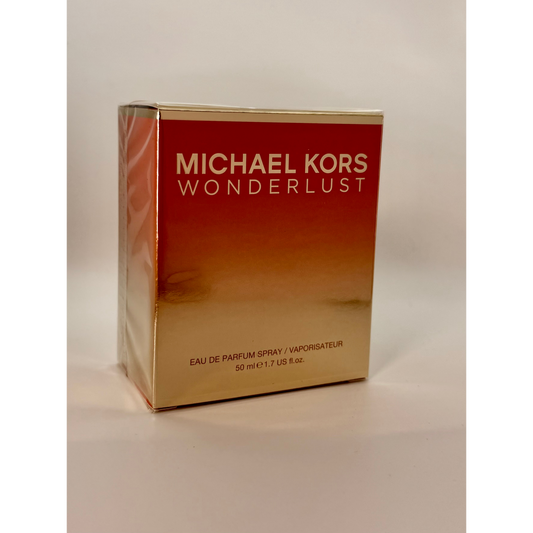 MICHAEL KORS
WONDERLUST
EAU DE PARFUM SPRAY / VAPORISATEUR
50 ml ℮ 1.7 US fl.oz.